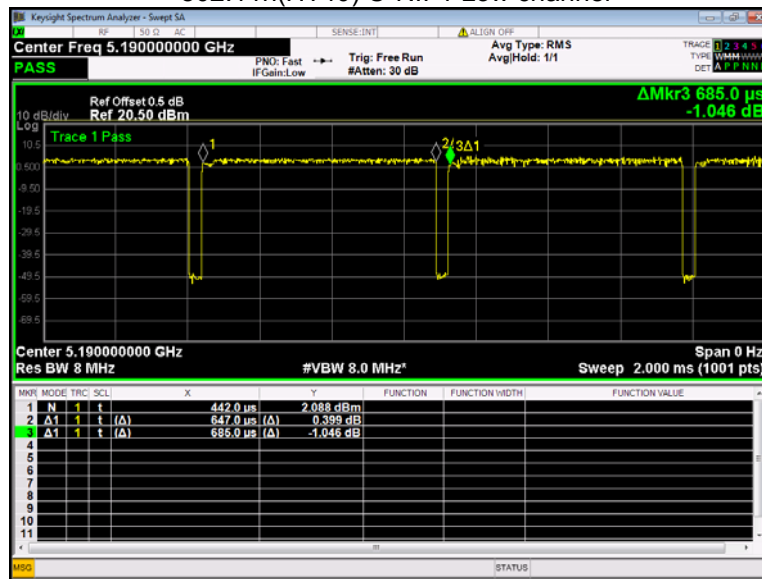 Keysight Spectrum Analyzer - Swept SA
RF 50 Ω AC SENSE:INT ALIGN OFF
Center Freq 5.190000000 GHz
PASS
PNO: Fast
IFGain:Low
Trig: Free Run
#Atten: 30 dB
Avg Type: RMS
Avg|Hold: 1/1
TRACE 1 2 3 4 5
TYPE WMM
DET A P P N N
ΔMkr3 685.0 µs
-1.046 dB
Ref Offset 0.5 dB
10 dB/div Ref 20.50 dBm
Log
Trace 1 Pass
10.5
0.500
-9.50
-19.5
-29.5
-39.5
-49.5
-59.5
-69.5
1
2/3Δ1
Center 5.190000000 GHz Span 0 Hz
Res BW 8 MHz #VBW 8.0 MHz* Sweep 2.000 ms (1001 pts)
MKR MODE TRC SCL X Y FUNCTION FUNCTION WIDTH FUNCTION VALUE
1 N 1 t 442.0 µs 2.088 dBm
2 Δ1 1 t (Δ) 647.0 µs (Δ) 0.399 dB
3 Δ1 1 t (Δ) 685.0 µs (Δ) -1.046 dB
4
5
6
7
8
9
10
11
MSG STATUS